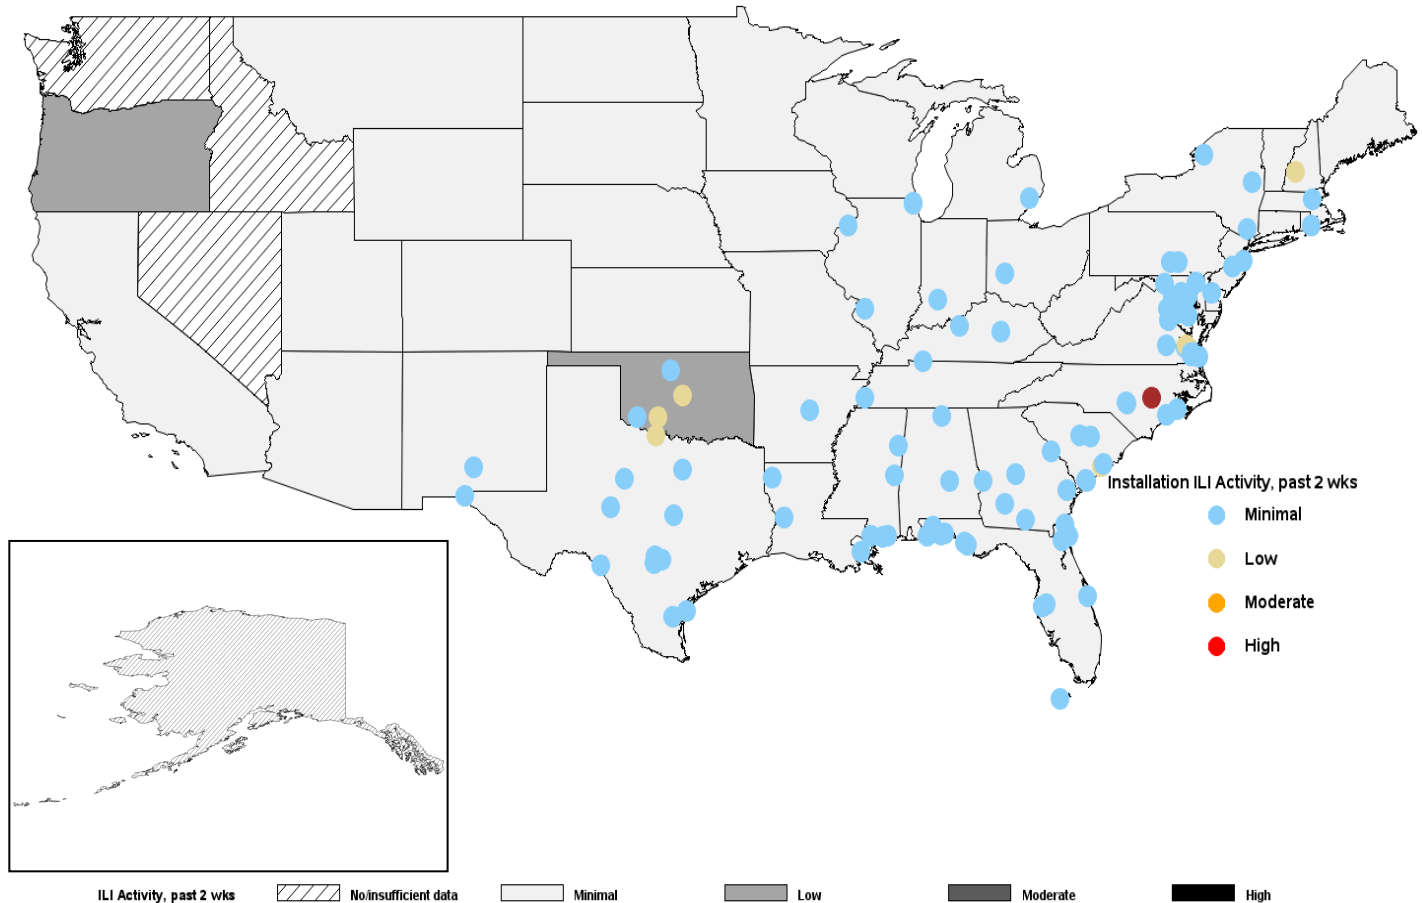 Installation ILI Activity, past 2 wks
Minimal
Low
Moderate
High
ILI Activity, past 2 wks No/insufficient data Minimal Low Moderate High